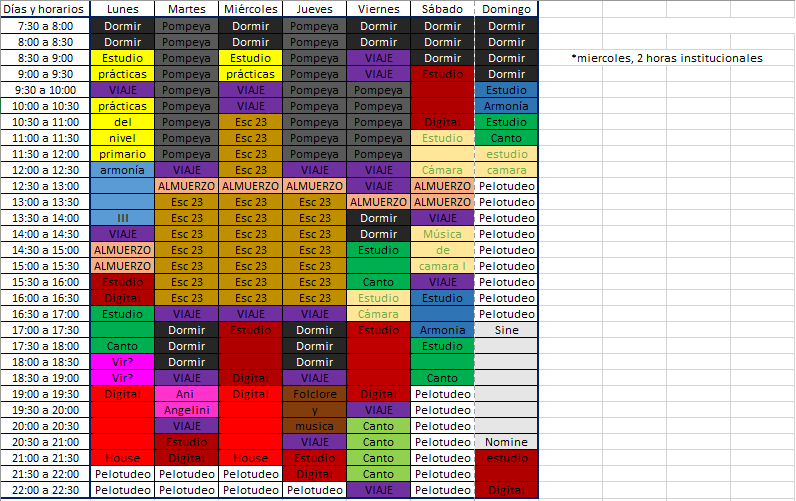 Días y horarios Lunes Martes Miércoles Jueves Viernes Sábado Domingo
7:30 a 8:00 Dormir Pompeya Dormir Pompeya Dormir Dormir Dormir
8:00 a 8:30 Dormir Pompeya Dormir Pompeya Dormir Dormir Dormir
8:30 a 9:00 Estudio Pompeya Estudio Pompeya VIAJE Dormir Dormir *miercoles, 2 horas institucionales
9:00 a 9:30 prácticas Pompeya prácticas Pompeya VIAJE Estudio Dormir
9:30 a 10:00 VIAJE Pompeya VIAJE Pompeya Pompeya Estudio
10:00 a 10:30 prácticas Pompeya VIAJE Pompeya Pompeya Armonía
10:30 a 11:00 del Pompeya Esc 23 Pompeya Pompeya Digital Estudio
11:00 a 11:30 nivel Pompeya Esc 23 Pompeya Pompeya Estudio Canto
11:30 a 12:00 primario Pompeya Esc 23 Pompeya Pompeya estudio
12:00 a 12:30 armonía VIAJE Esc 23 VIAJE VIAJE Cámara camara
12:30 a 13:00 ALMUERZO ALMUERZO ALMUERZO VIAJE ALMUERZO Pelotudeo
13:00 a 13:30 Esc 23 Esc 23 Esc 23 ALMUERZO ALMUERZO Pelotudeo
13:30 a 14:00 III Esc 23 Esc 23 Esc 23 Dormir VIAJE Pelotudeo
14:00 a 14:30 VIAJE Esc 23 Esc 23 Esc 23 Dormir Música Pelotudeo
14:30 a 15:00 ALMUERZO Esc 23 Esc 23 Esc 23 Estudio de Pelotudeo
15:00 a 15:30 ALMUERZO Esc 23 Esc 23 Esc 23 camara I Pelotudeo
15:30 a 16:00 Estudio Esc 23 Esc 23 Esc 23 Canto VIAJE Pelotudeo
16:00 a 16:30 Digital Esc 23 Esc 23 Esc 23 Estudio Estudio Pelotudeo
16:30 a 17:00 Estudio VIAJE VIAJE VIAJE Cámara Pelotudeo
17:00 a 17:30 Dormir Estudio Dormir Estudio Armonia Sine
17:30 a 18:00 Canto Dormir Dormir Estudio
18:00 a 18:30 Vir? Dormir Dormir
18:30 a 19:00 Vir? VIAJE Digital VIAJE Canto
19:00 a 19:30 Digital Ani Digital Folclore Digital Pelotudeo
19:30 a 20:00 Angelini y VIAJE Pelotudeo
20:00 a 20:30 VIAJE musica Canto Pelotudeo
20:30 a 21:00 Estudio VIAJE Canto Pelotudeo Nomine
21:00 a 21:30 House Digital House Estudio Canto Pelotudeo estudio
21:30 a 22:00 Pelotudeo Pelotudeo Pelotudeo Digital Canto Pelotudeo
22:00 a 22:30 Pelotudeo Pelotudeo Pelotudeo Pelotudeo VIAJE Pelotudeo Digital